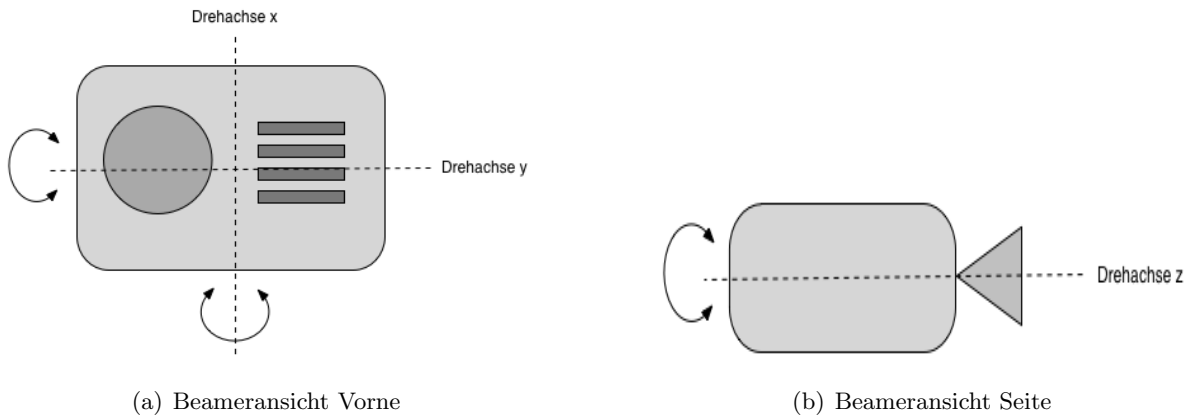 Drehachse x
Drehachse y
Drehachse z
(a) Beameransicht Vorne
(b) Beameransicht Seite